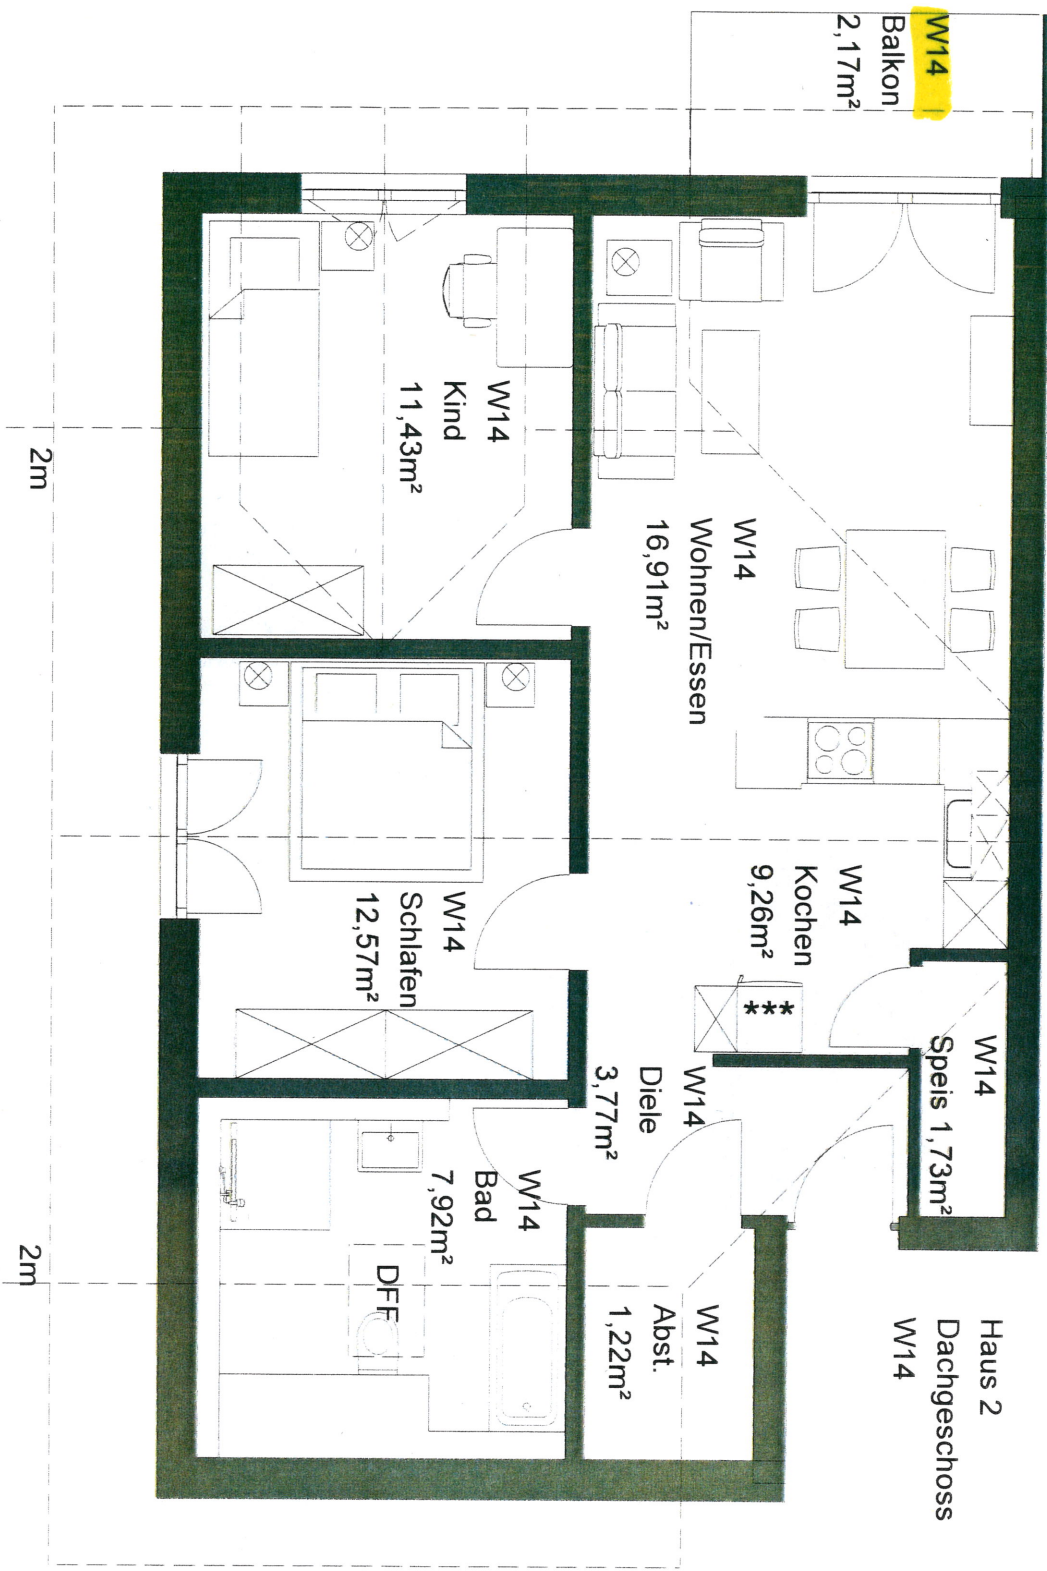 W14
Balkon
2,17m²
W14
Kind
11,43m²
W14
Wohnen/Essen
16,91m²
W14
Schlafen
12,57m²
W14
Kochen
9,26m²
***
W14
Speis 1,73m²
W14
Diele
3,77m²
W14
Bad
7,92m²
DFF
W14
Abst.
1,22m²
Haus 2
Dachgeschoss
W14
2m
2m